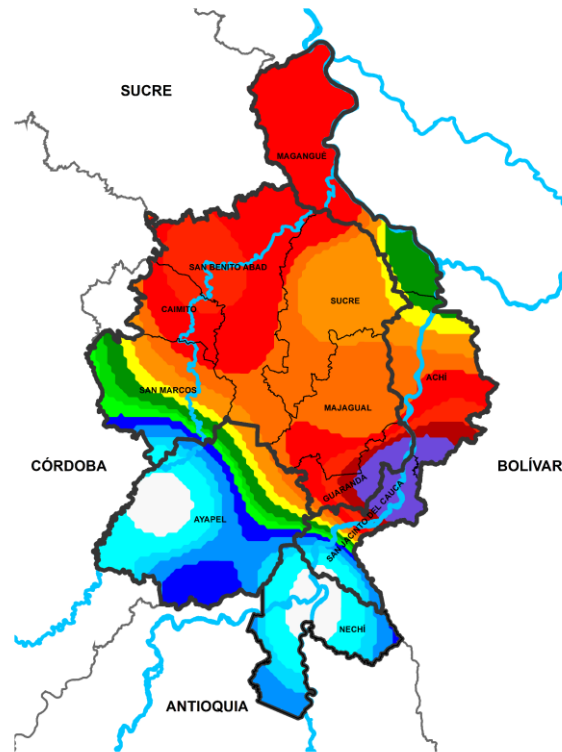 SUCRE
MAGANGUE
SAN BENITO ABAD
CAIMITO
SUCRE
ACHI
SAN MARCOS
MAJAGUAL
CÓRDOBA
BOLÍVAR
GUARANDA
AYAPEL
SAN JACINTO DEL CAUCA
NECHÍ
ANTIOQUIA